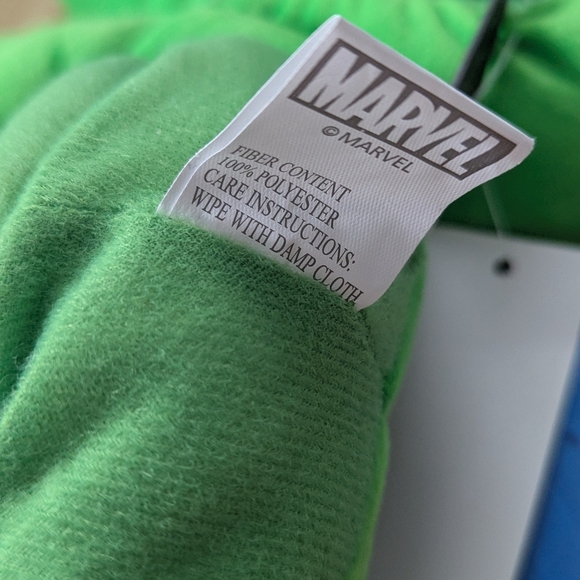 MARVEL
© MARVEL
FIBER CONTENT
100% POLYESTER
CARE INSTRUCTIONS:
WIPE WITH DAMP CLOTH